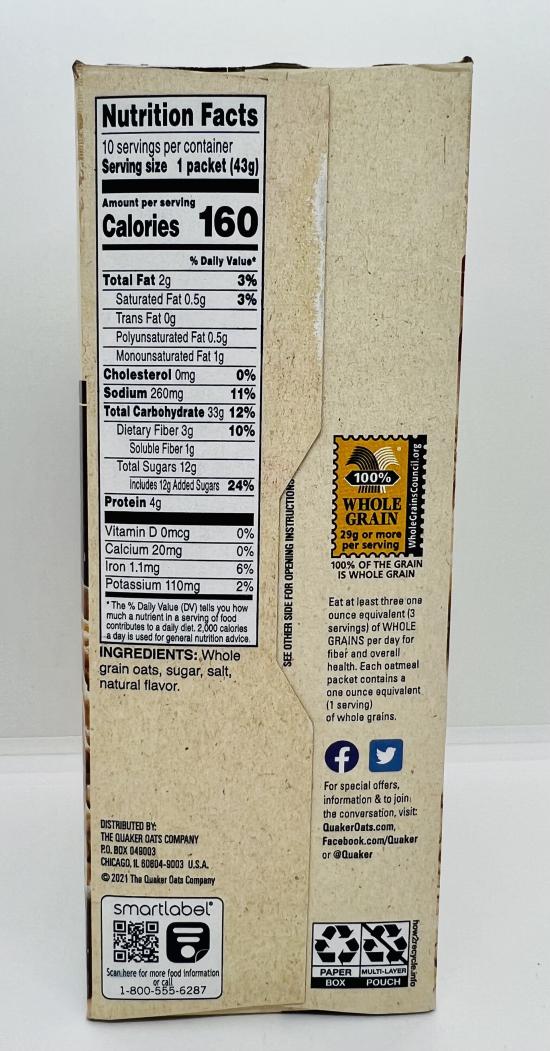 Nutrition Facts
10 servings per container
Serving size 1 packet (43g)
Amount per serving
Calories 160
% Daily Value*
Total Fat 2g 3%
Saturated Fat 0.5g 3%
Trans Fat 0g
Polyunsaturated Fat 0.5g
Monounsaturated Fat 1g
Cholesterol 0mg 0%
Sodium 260mg 11%
Total Carbohydrate 33g 12%
Dietary Fiber 3g 10%
Soluble Fiber 1g
Total Sugars 12g
Includes 12g Added Sugars 24%
Protein 4g
Vitamin D 0mcg 0%
Calcium 20mg 0%
Iron 1.1mg 6%
Potassium 110mg 2%
*The % Daily Value (DV) tells you how
much a nutrient in a serving of food
contributes to a daily diet. 2,000 calories
a day is used for general nutrition advice.
INGREDIENTS: Whole
grain oats, sugar, salt,
natural flavor.
DISTRIBUTED BY:
THE QUAKER OATS COMPANY
P.O. BOX 049003
CHICAGO, IL 60604-9003 U.S.A.
© 2021 The Quaker Oats Company
smartlabel®
Scan here for more food information
or call
1-800-555-6287
SEE OTHER SIDE FOR OPENING INSTRUCTIONS
100%
WHOLE
GRAIN
29g or more
per serving
WholeGrainsCouncil.org
100% OF THE GRAIN
IS WHOLE GRAIN
Eat at least three one
ounce equivalent (3
servings) of WHOLE
GRAINS per day for
fiber and overall
health. Each oatmeal
packet contains a
one ounce equivalent
(1 serving)
of whole grains.
f
For special offers,
information & to join
the conversation, visit:
QuakerOats.com,
Facebook.com/Quaker
or @Quaker
PAPER
BOX
MULTI-LAYER
POUCH
how2recycle.info